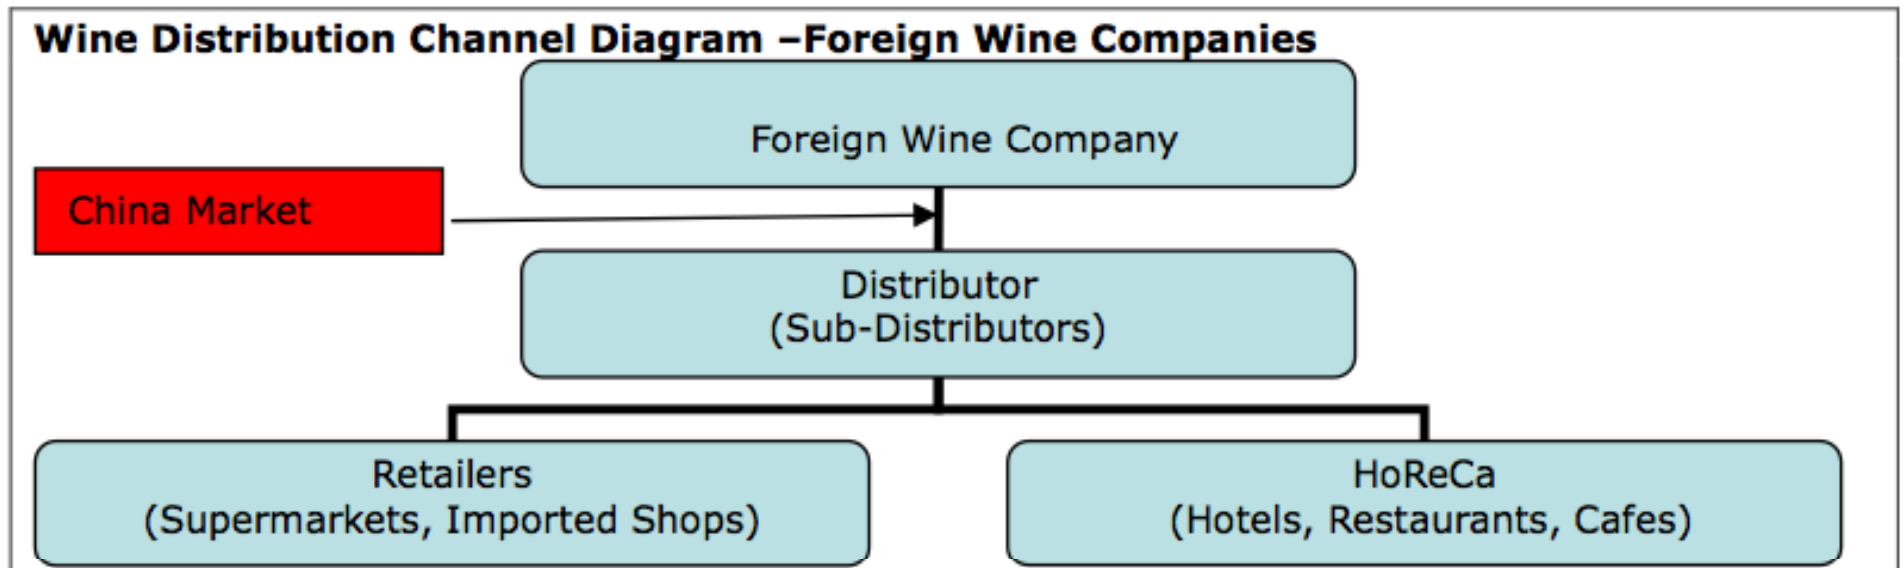 Wine Distribution Channel Diagram –Foreign Wine Companies
Foreign Wine Company
China Market
Distributor
(Sub-Distributors)
Retailers
(Supermarkets, Imported Shops)
HoReCa
(Hotels, Restaurants, Cafes)